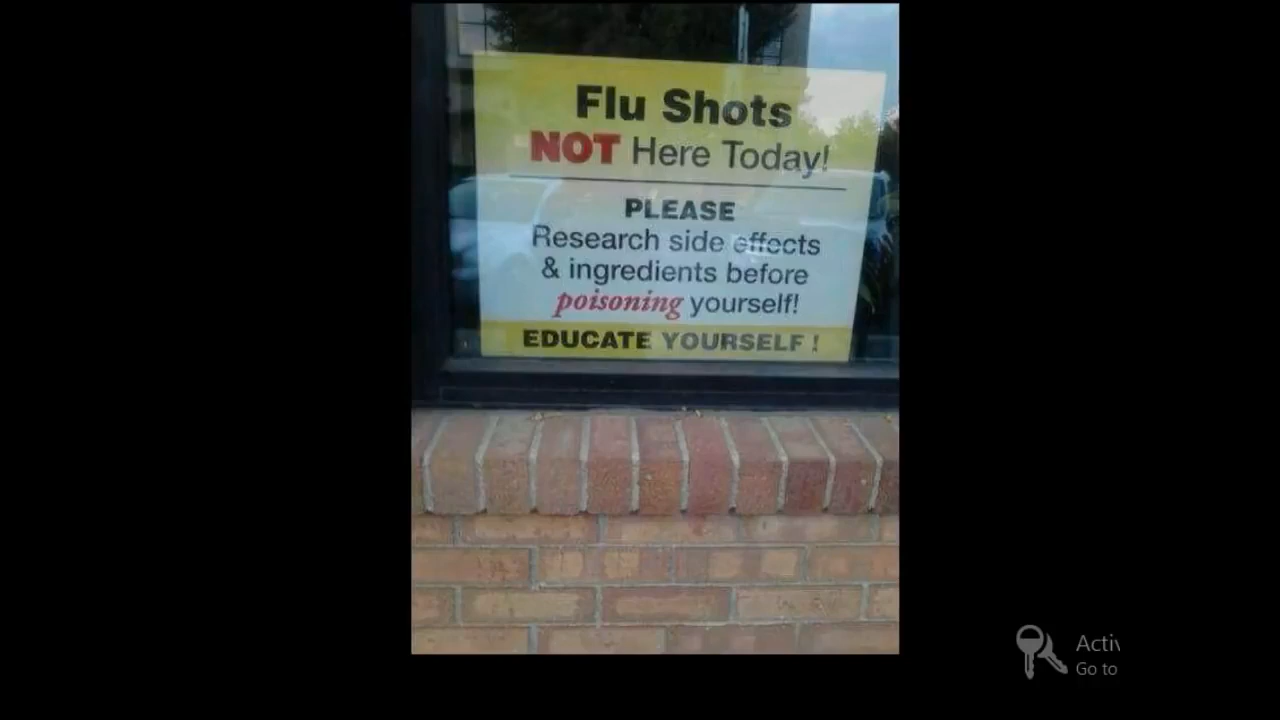 Flu Shots
NOT Here Today!
PLEASE
Research side effects
& ingredients before
poisoning yourself!
EDUCATE YOURSELF !
Activ
Go to